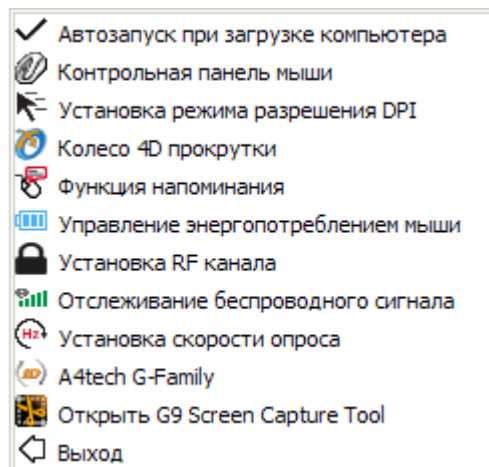 Автозапуск при загрузке компьютера
Контрольная панель мыши
Установка режима разрешения DPI
Колесо 4D прокрутки
Функция напоминания
Управление энергопотреблением мыши
Установка RF канала
Отслеживание беспроводного сигнала
Hz Установка скорости опроса
A4tech G-Family
Открыть G9 Screen Capture Tool
Выход